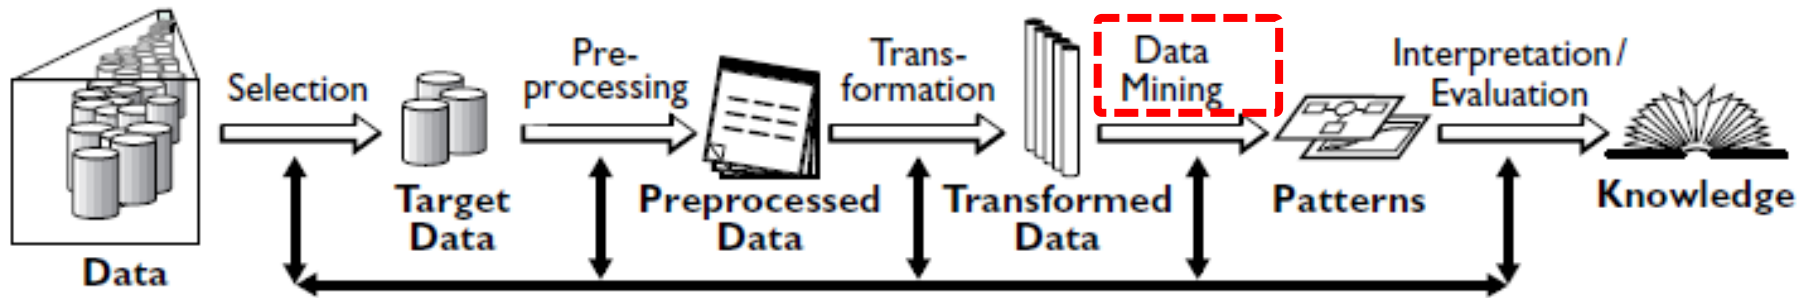 Data
Selection
Target
Data
Pre-
processing
Preprocessed
Data
Trans-
formation
Transformed
Data
Data
Mining
Patterns
Interpretation/
Evaluation
Knowledge